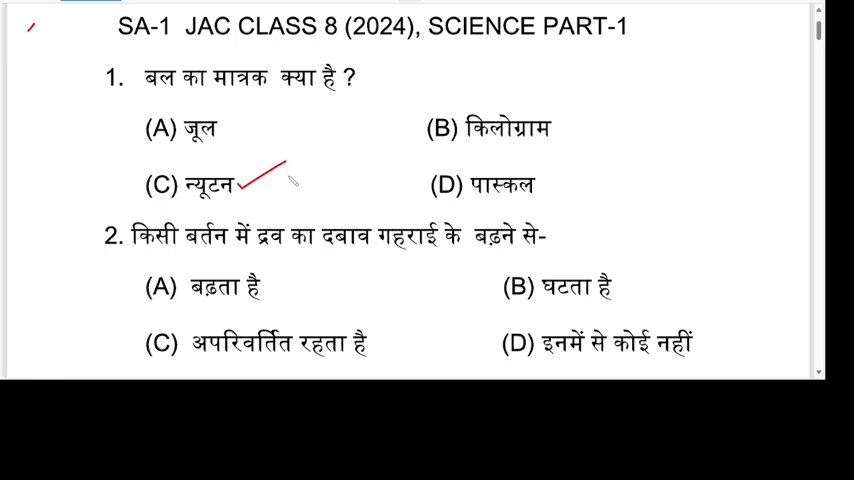 SA-1 JAC CLASS 8 (2024), SCIENCE PART-1
1. बल का मात्रक क्या है ?
(A) जूल (B) किलोग्राम
(C) न्यूटन (D) पास्कल
2. किसी बर्तन में द्रव का दबाव गहराई के बढ़ने से-
(A) बढ़ता है (B) घटता है
(C) अपरिवर्तित रहता है (D) इनमें से कोई नहीं